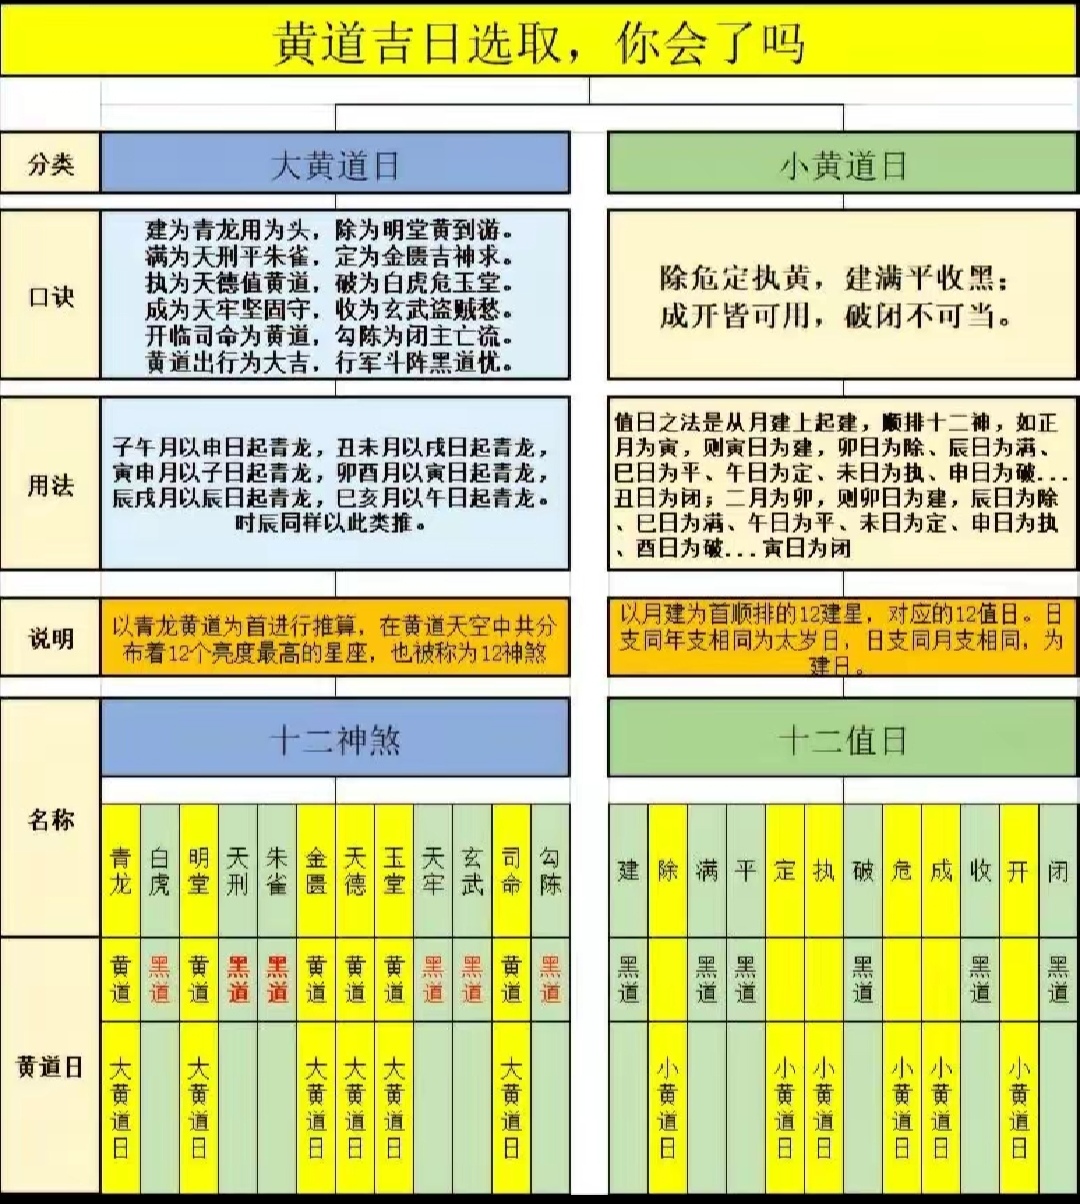 黄道吉日选取，你会了吗
分类
大黄道日
小黄道日
口诀
建为青龙用为头，除为明堂黄到游。
满为天刑平朱雀，定为金匮吉神求。
执为天德值黄道，破为白虎危玉堂。
成为天牢坚固守，收为玄武盗贼愁。
开临司命为黄道，勾陈为闭主亡流。
黄道出行为大吉，行军斗阵黑道忧。
除危定执黄，建满平收黑；
成开皆可用，破闭不可当。
用法
子午月以申日起青龙，丑未月以戌日起青龙，
寅申月以子日起青龙，卯酉月以寅日起青龙，
辰戌月以辰日起青龙，巳亥月以午日起青龙。
时辰同样以此类推。
值日之法是从月建上起建，顺排十二神，如正
月为寅，则寅日为建，卯日为除、辰日为满、
巳日为平、午日为定、未日为执、申日为破...
丑日为闭；二月为卯，则卯日为建，辰日为除
、巳日为满、午日为平、未日为定、申日为执
、酉日为破...寅日为闭
说明
以青龙黄道为首进行推算，在黄道天空中共分
布着12个亮度最高的星座，也被称为12神煞
以月建为首顺排的12建星，对应的12值日。日
支同年支相同为太岁日，日支同月支相同，为
建日。
名称
十二神煞
十二值日
青龙 白虎 明堂 天刑 朱雀 金匮 天德 玉堂 天牢 玄武 司命 勾陈
建 除 满 平 定 执 破 危 成 收 开 闭
黄道日
黄道 黑道 黄道 黑道 黑道 黄道 黄道 黄道 黑道 黑道 黄道 黑道
黑道 黑道 黑道 黑道 黑道 黑道
大黄道日 大黄道日 大黄道日 大黄道日 大黄道日 大黄道日
小黄道日 小黄道日 小黄道日 小黄道日 小黄道日 小黄道日